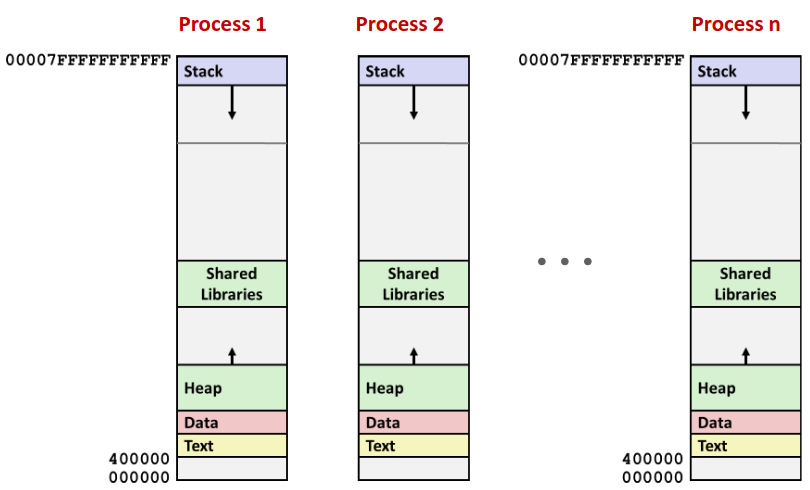 Process 1
Process 2
Process n
00007FFFFFFFFFFF
Stack
Stack
00007FFFFFFFFFFF
Stack
Shared
Libraries
Shared
Libraries
Shared
Libraries
Heap
Heap
Heap
Data
Data
Data
Text
Text
Text
400000
400000
000000
000000